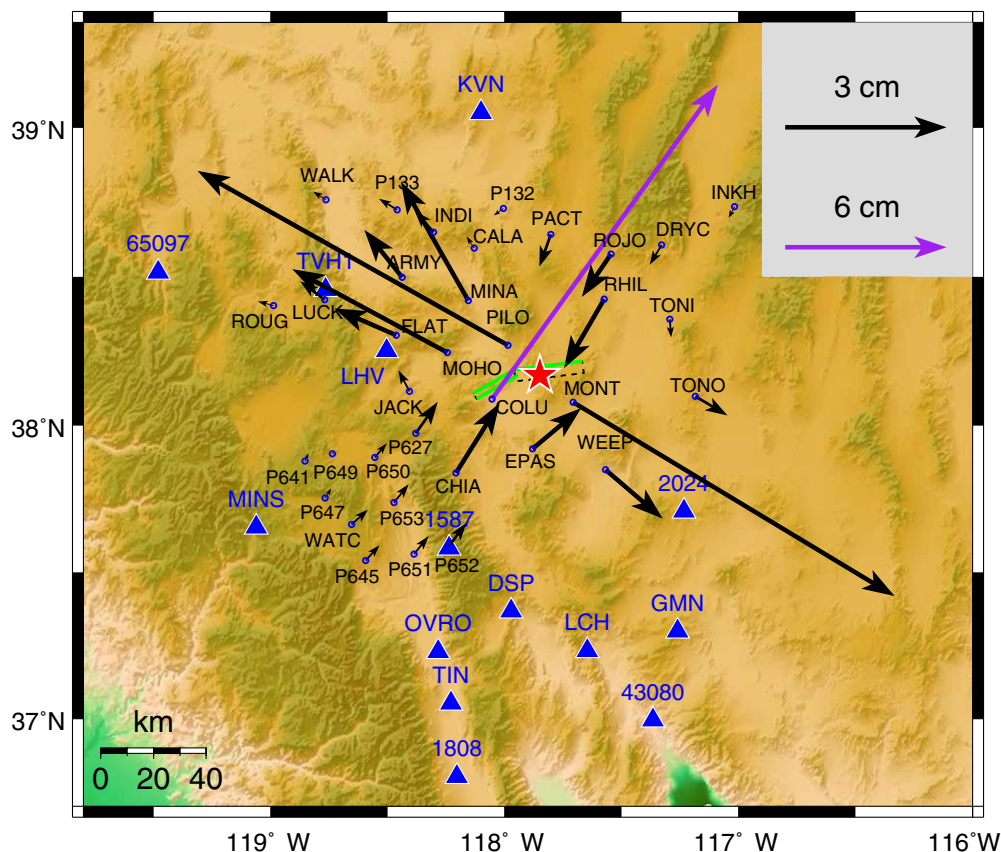 3 cm
6 cm
KVN
39° N
WALK
P133
P132
INKH
INDI
PACT
65097
CALA
ROJO
DRYC
TVH1
ARMY
MINA
RHIL
LUCK
PILO
TONI
ROUG
FLAT
LHV
MOHO
MONT
TONO
JACK
COLU
38° N
P627
WEEP
P641
P649
P650
EPAS
CHIA
2024
MINS
P647
P653
1587
WATC
P645
P651
P652
DSP
OVRO
LCH
GMN
TIN
43080
37° N
km
1808
0 20 40
119° W
118° W
117° W
116° W